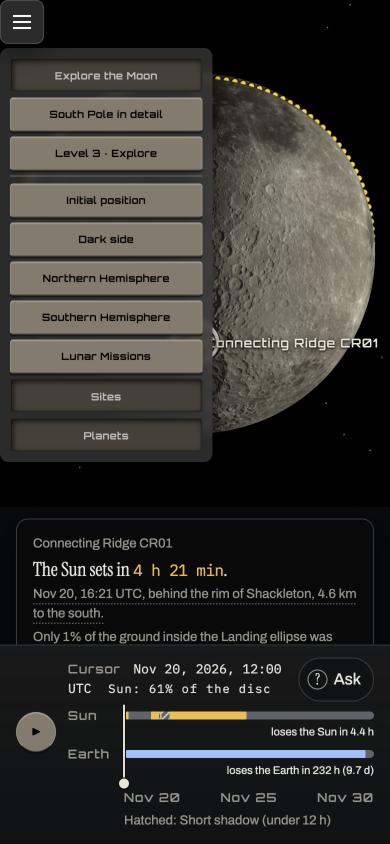 Explore the Moon
South Pole in detail
Level 3 · Explore
Initial position
Dark side
Northern Hemisphere
Southern Hemisphere
Lunar Missions
Sites
Planets
onnecting Ridge CR01
Connecting Ridge CR01
The Sun sets in 4 h 21 min.
Nov 20, 16:21 UTC, behind the rim of Shackleton, 4.6 km
to the south.
Only 1% of the ground inside the Landing ellipse was
Cursor Nov 20, 2026, 12:00
UTC Sun: 61% of the disc
? Ask
Sun
loses the Sun in 4.4 h
Earth
loses the Earth in 232 h (9.7 d)
Nov 20 Nov 25 Nov 30
Hatched: Short shadow (under 12 h)